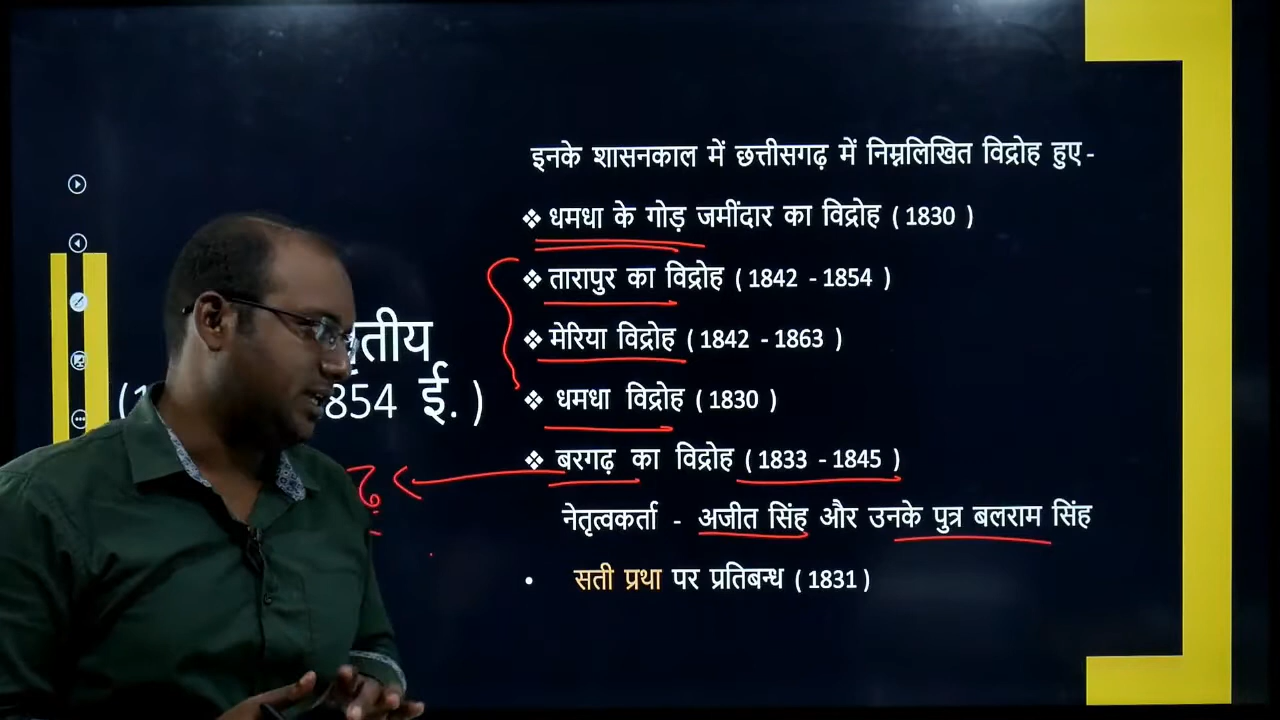 इनके शासनकाल में छत्तीसगढ़ में निम्नलिखित विद्रोह हुए-
❖ धमधा के गोड़ जमींदार का विद्रोह ( 1830 )
❖ तारापुर का विद्रोह ( 1842 - 1854 )
❖ मेरिया विद्रोह ( 1842 - 1863 )
❖ धमधा विद्रोह ( 1830 )
❖ बरगढ़ का विद्रोह ( 1833 - 1845 )
नेतृत्वकर्ता - अजीत सिंह और उनके पुत्र बलराम सिंह
• सती प्रथा पर प्रतिबन्ध ( 1831 )
854 ई. )